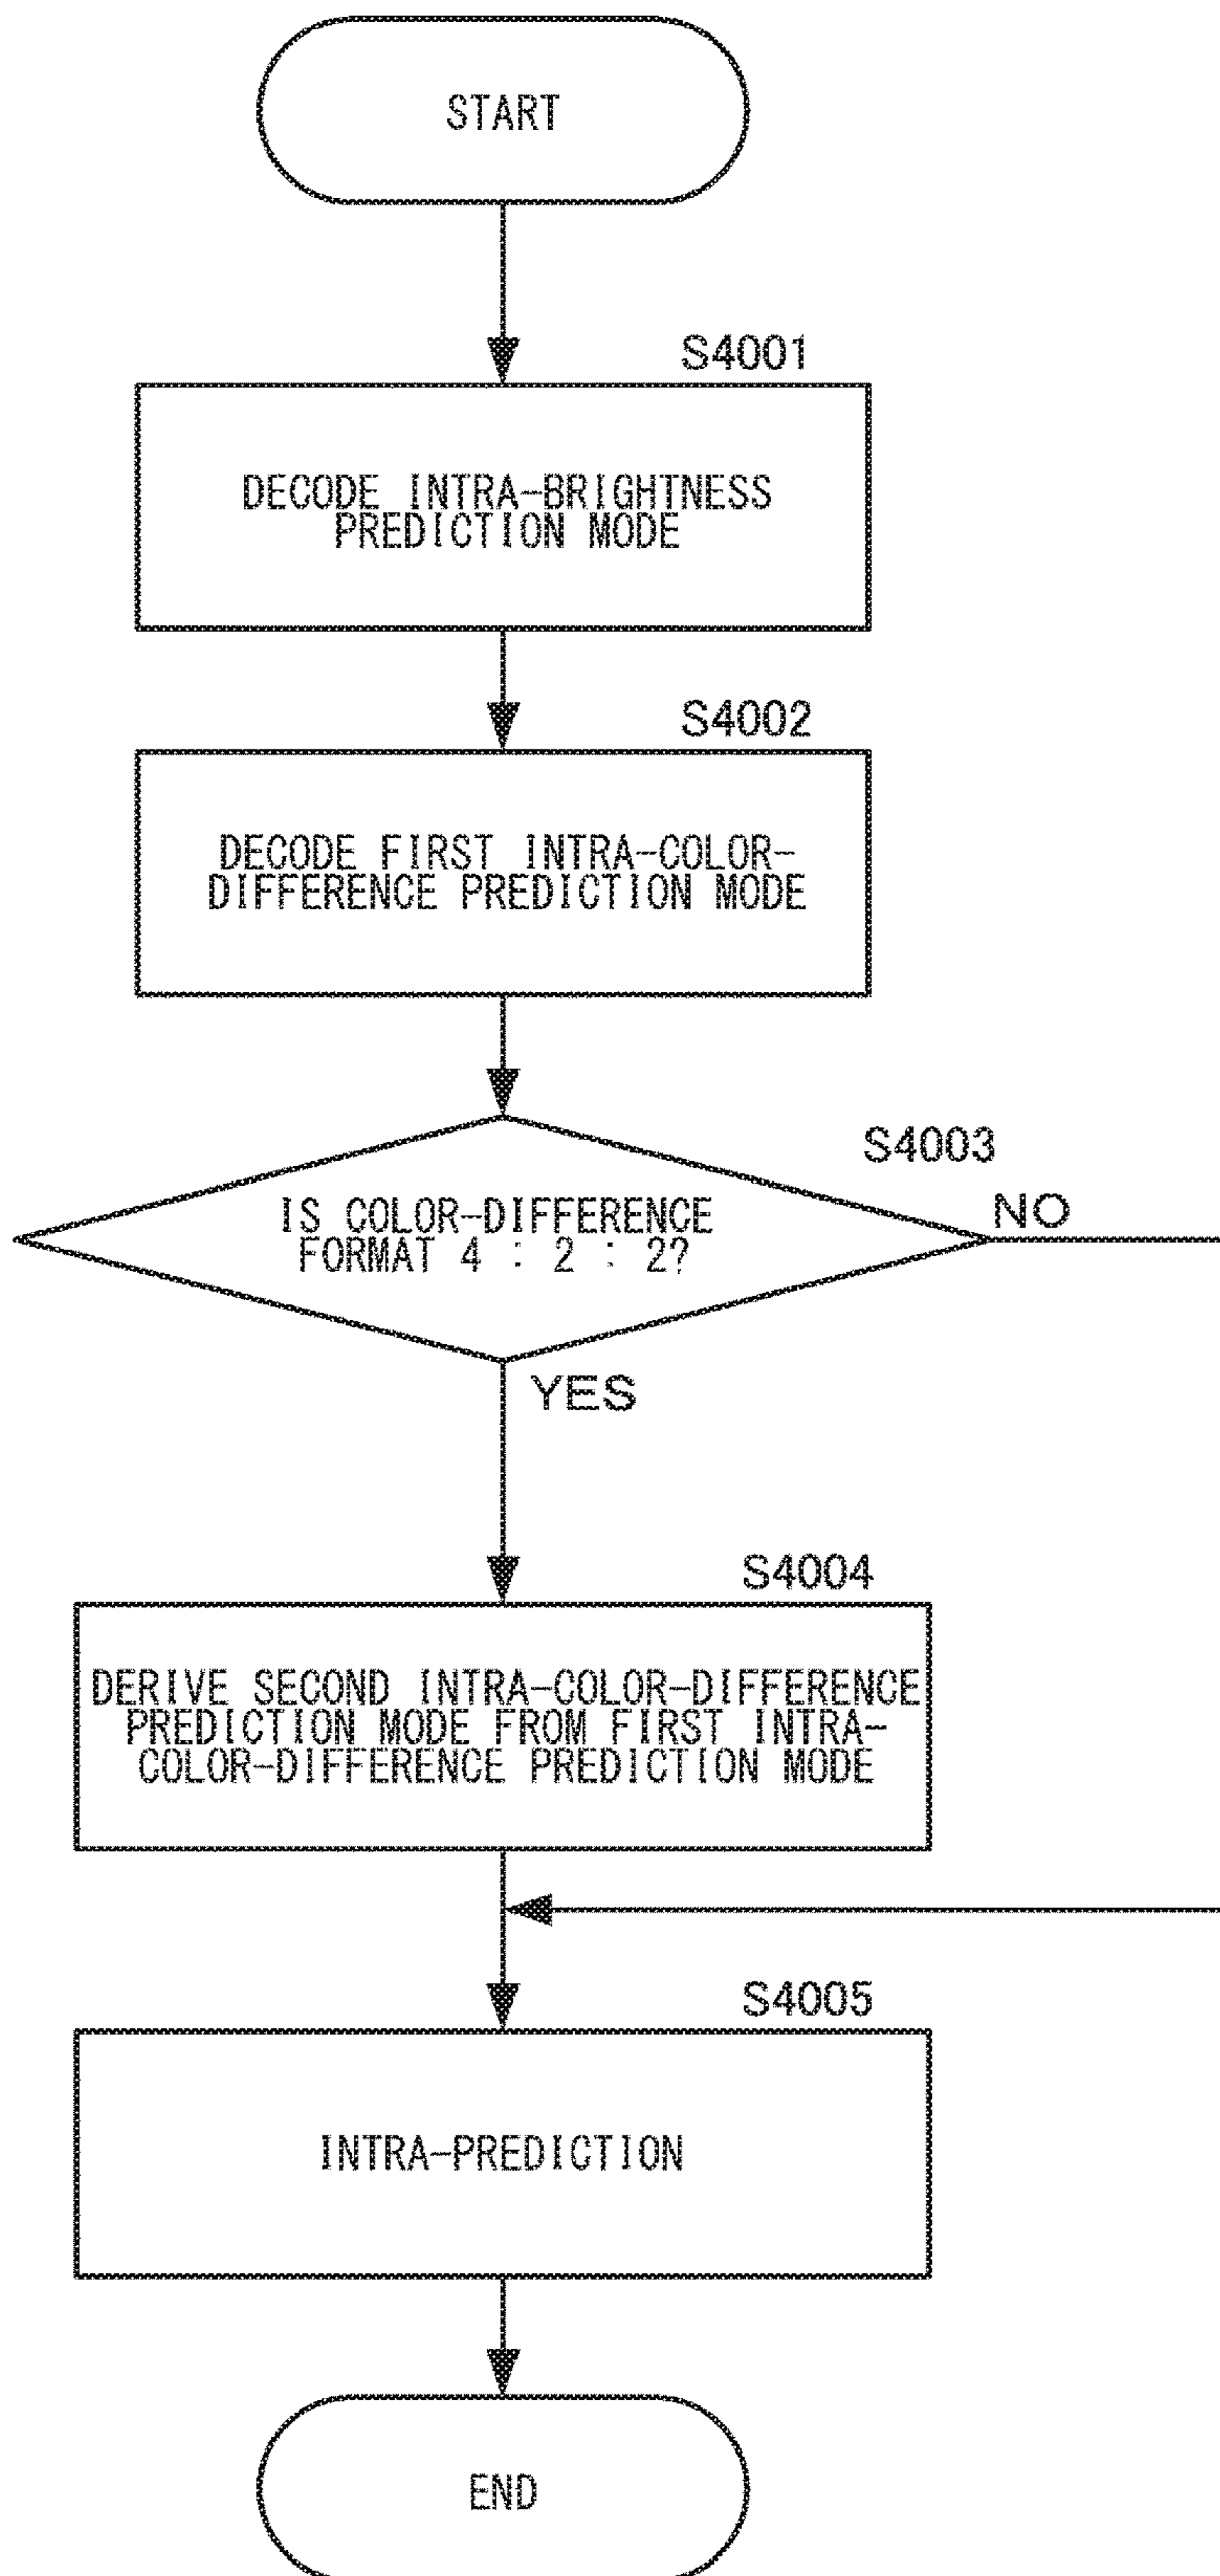 START
S4001
DECODE INTRA-BRIGHTNESS
PREDICTION MODE
S4002
DECODE FIRST INTRA-COLOR-
DIFFERENCE PREDICTION MODE
S4003
IS COLOR-DIFFERENCE
FORMAT 4 : 2 : 2?
NO
YES
S4004
DERIVE SECOND INTRA-COLOR-DIFFERENCE
PREDICTION MODE FROM FIRST INTRA-
COLOR-DIFFERENCE PREDICTION MODE
S4005
INTRA-PREDICTION
END